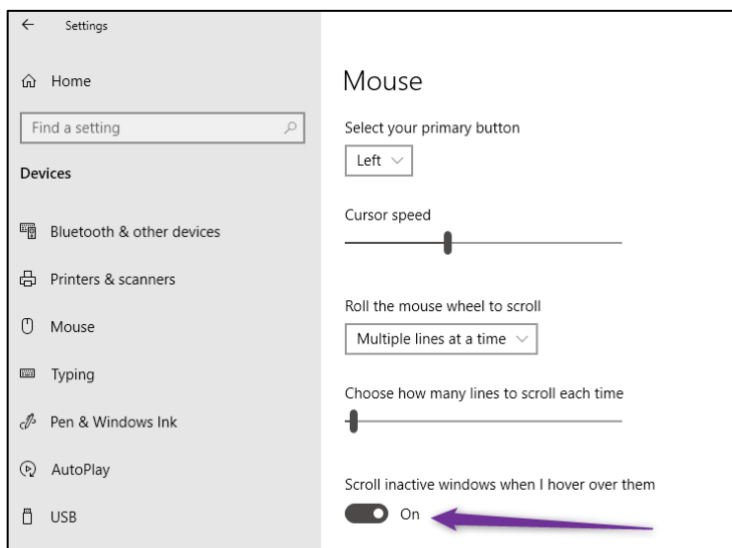 Settings
Home
Find a setting
Devices
Bluetooth & other devices
Printers & scanners
Mouse
Typing
Pen & Windows Ink
AutoPlay
USB
Mouse
Select your primary button
Left
Cursor speed
Roll the mouse wheel to scroll
Multiple lines at a time
Choose how many lines to scroll each time
Scroll inactive windows when I hover over them
On